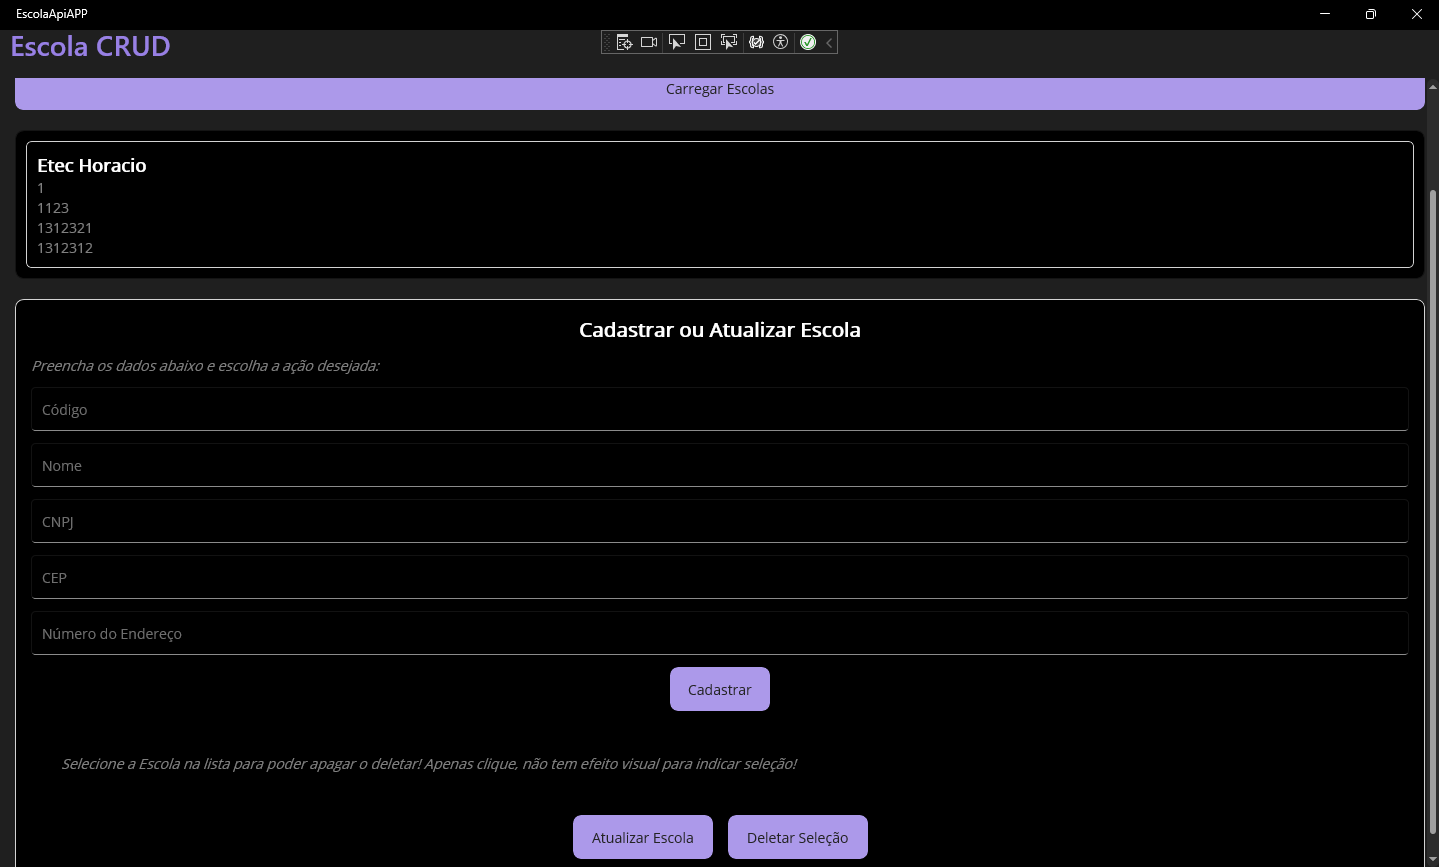 EscolaApiAPP
Escola CRUD
Carregar Escolas
Etec Horacio
1
1123
1312321
1312312
Cadastrar ou Atualizar Escola
Preencha os dados abaixo e escolha a ação desejada:
Código
Nome
CNPJ
CEP
Número do Endereço
Cadastrar
Selecione a Escola na lista para poder apagar o deletar! Apenas clique, não tem efeito visual para indicar seleção!
Atualizar Escola
Deletar Seleção